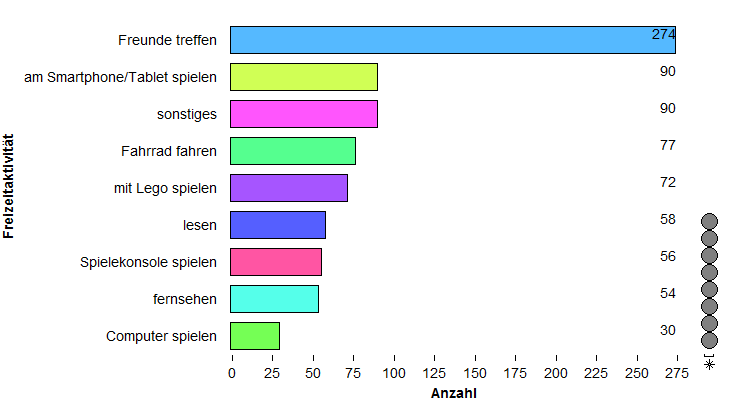 Freizeitaktivität
Freunde treffen 274
am Smartphone/Tablet spielen 90
sonstiges 90
Fahrrad fahren 77
mit Lego spielen 72
lesen 58
Spielekonsole spielen 56
fernsehen 54
Computer spielen 30
0 25 50 75 100 125 150 175 200 225 250 275
Anzahl